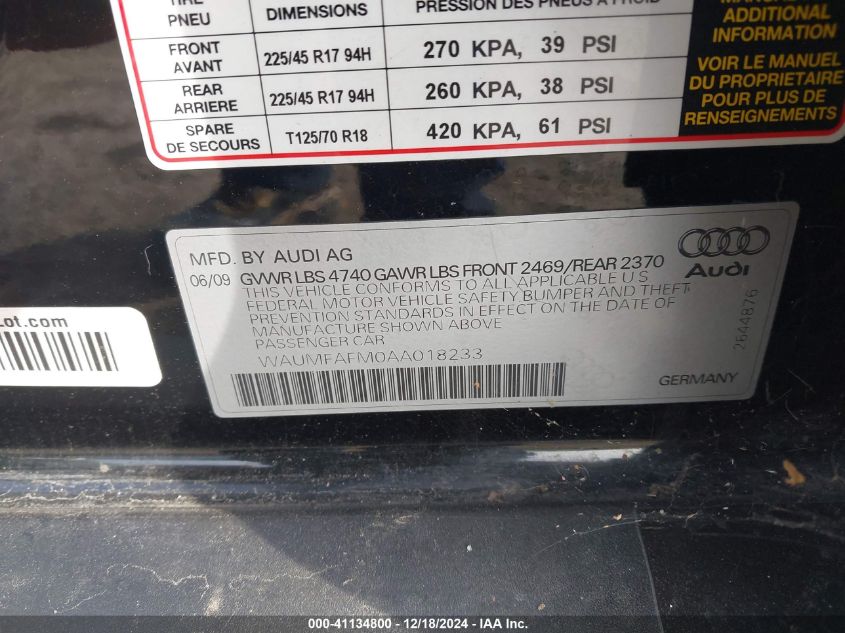 TIRE DIMENSIONS PRESSION DES PNEUS À FROID
PNEU
FRONT AVANT 225/45 R17 94H 270 KPA, 39 PSI
REAR ARRIERE 225/45 R17 94H 260 KPA, 38 PSI
SPARE DE SECOURS T125/70 R18 420 KPA, 61 PSI
ADDITIONAL
INFORMATION
VOIR LE MANUEL
DU PROPRIETAIRE
POUR PLUS DE
RENSEIGNEMENTS
MFD. BY AUDI AG
06/09 GVWR LBS 4740 GAWR LBS FRONT 2469/REAR 2370
THIS VEHICLE CONFORMS TO ALL APPLICABLE U S
FEDERAL MOTOR VEHICLE SAFETY BUMPER AND THEFT
PREVENTION STANDARDS IN EFFECT ON THE DATE OF
MANUFACTURE SHOWN ABOVE
PASSENGER CAR
WAUMFAFM0AA018233
Audi
2644876
GERMANY
Lot.com
000-41134800 - 12/18/2024 - IAA Inc.